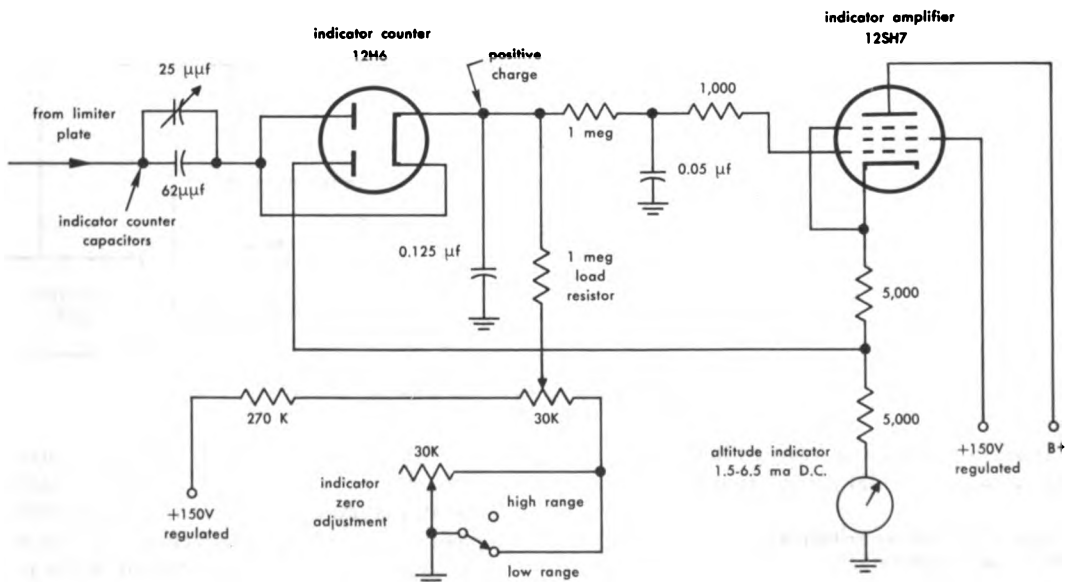 indicator counter
12H6
positive
charge
indicator amplifier
12SH7
25 μμf
from limiter
plate
62μμf
indicator counter
capacitors
1 meg
1,000
0.05 μf
0.125 μf
1 meg
load
resistor
5,000
5,000
270 K
30K
30K
indicator
zero
adjustment
high range
low range
+150V
regulated
altitude indicator
1.5-6.5 ma D.C.
+150V
regulated
B+